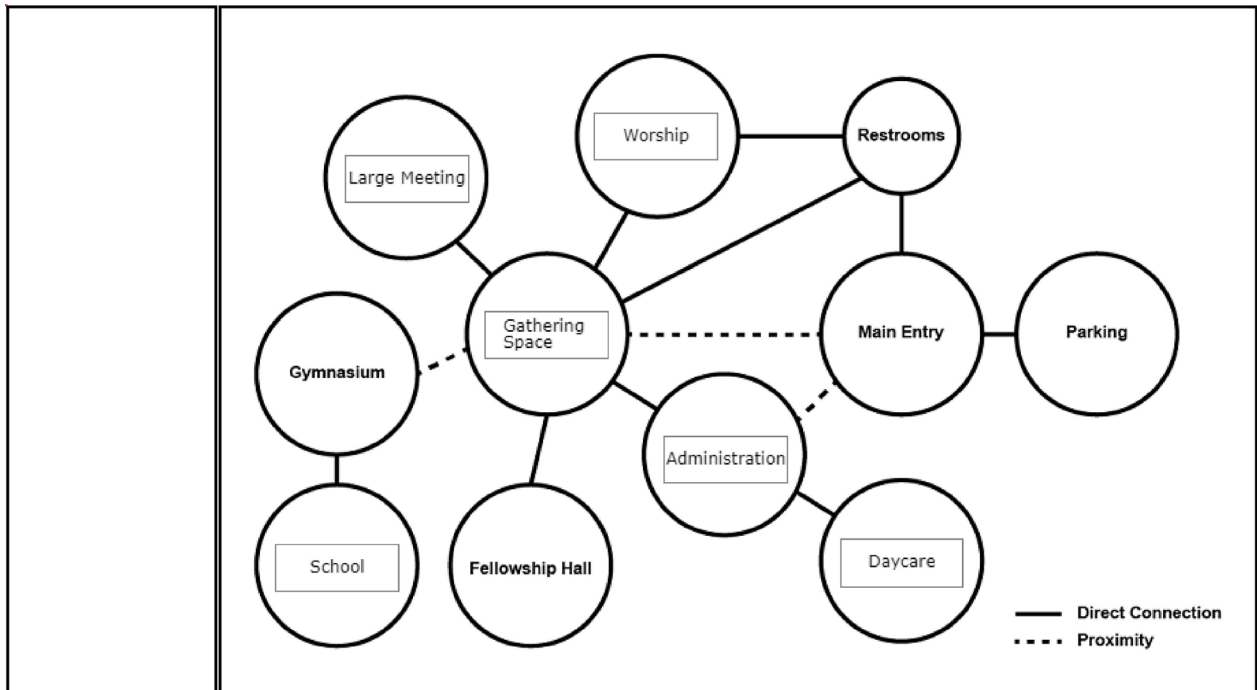 Worship
Restrooms
Large Meeting
Gathering
Space
Main Entry
Parking
Gymnasium
Administration
School
Fellowship Hall
Daycare
Direct Connection
Proximity